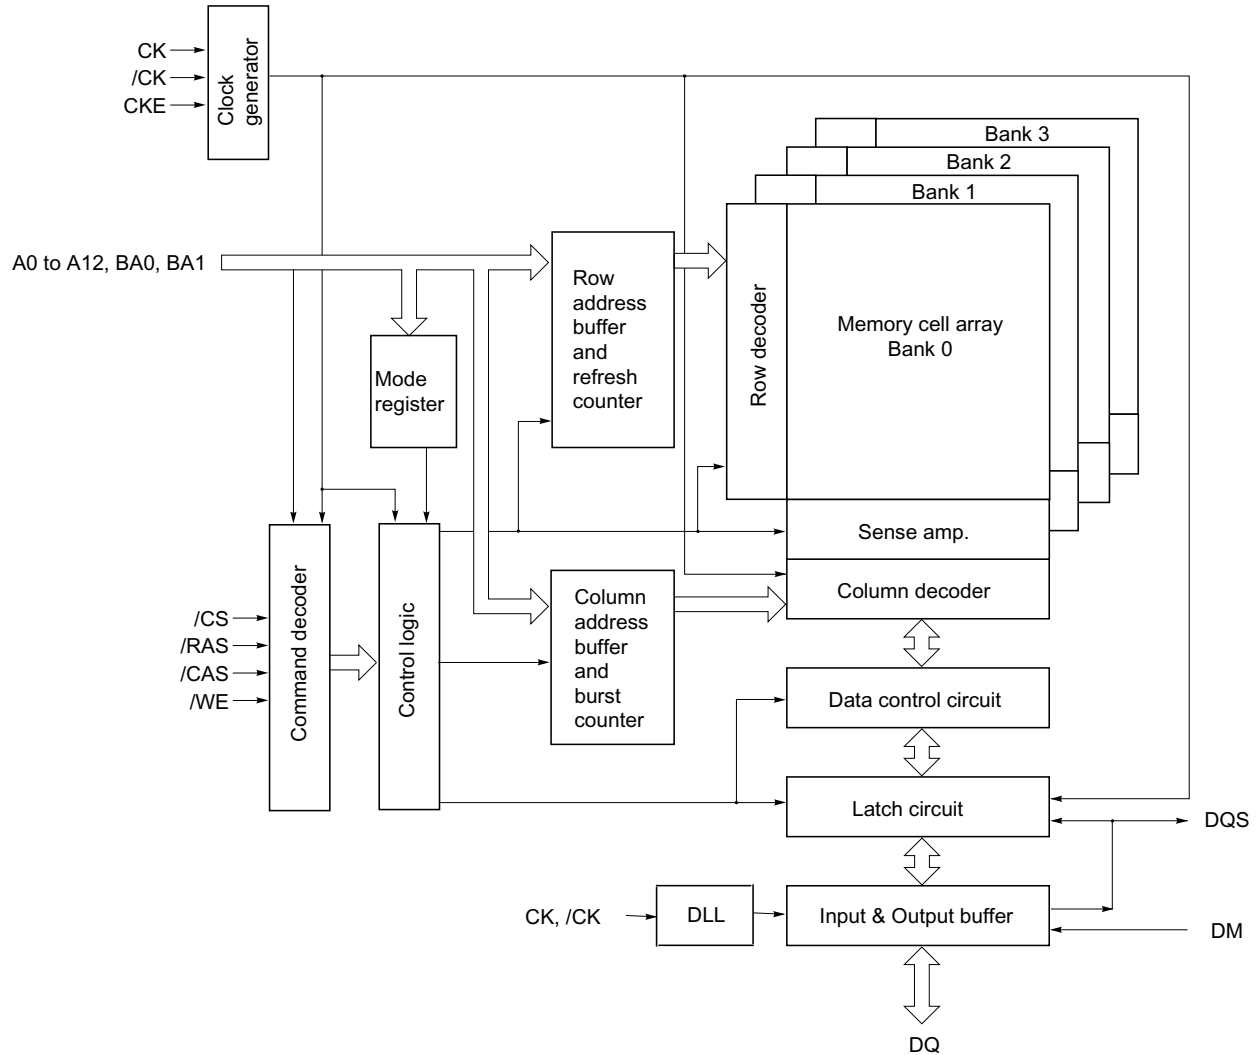 CK
/CK
CKE
Clock
generator
Bank 3
Bank 2
Bank 1
A0 to A12, BA0, BA1
Row
address
buffer
and
refresh
counter
Row decoder
Memory cell array
Bank 0
Mode
register
Sense amp.
Column decoder
/CS
/RAS
/CAS
/WE
Command decoder
Control logic
Column
address
buffer
and
burst
counter
Data control circuit
Latch circuit
DQS
CK, /CK
DLL
Input & Output buffer
DM
DQ